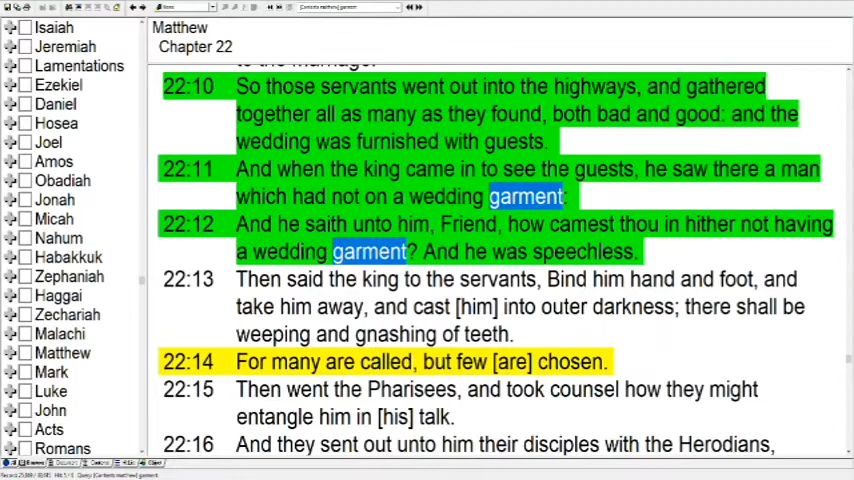 Matthew
Chapter 22
Isaiah
Jeremiah
Lamentations
Ezekiel
Daniel
Hosea
Joel
Amos
Obadiah
Jonah
Micah
Nahum
Habakkuk
Zephaniah
Haggai
Zechariah
Malachi
Matthew
Mark
Luke
John
Acts
Romans
to the marriage.
22:10 So those servants went out into the highways, and gathered
together all as many as they found, both bad and good: and the
wedding was furnished with guests.
22:11 And when the king came in to see the guests, he saw there a man
which had not on a wedding garment:
22:12 And he saith unto him, Friend, how camest thou in hither not having
a wedding garment? And he was speechless.
22:13 Then said the king to the servants, Bind him hand and foot, and
take him away, and cast [him] into outer darkness; there shall be
weeping and gnashing of teeth.
22:14 For many are called, but few [are] chosen.
22:15 Then went the Pharisees, and took counsel how they might
entangle him in [his] talk.
22:16 And they sent out unto him their disciples with the Herodians,